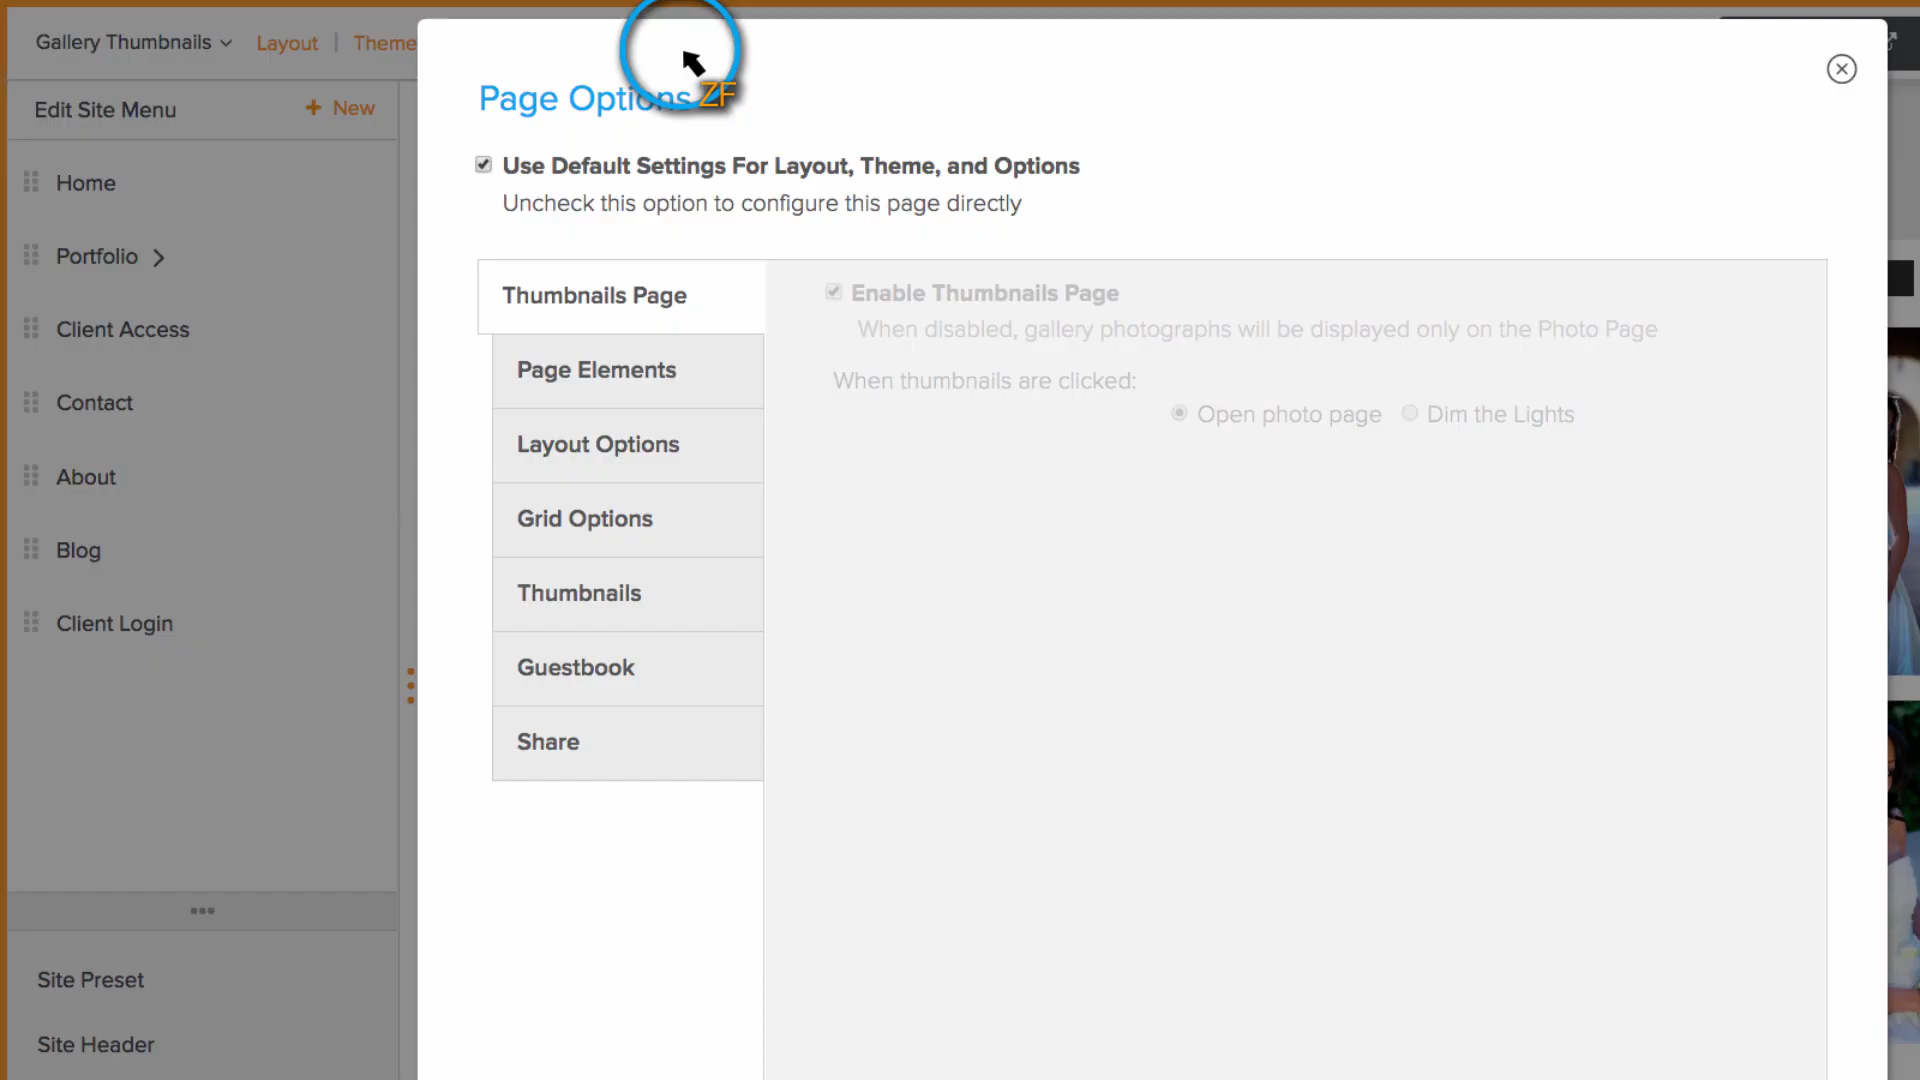 Gallery Thumbnails
Layout | Theme
Edit Site Menu
+ New
Home
Portfolio
Client Access
Contact
About
Blog
Client Login
Site Preset
Site Header
Page Options
ZF
Use Default Settings For Layout, Theme, and Options
Uncheck this option to configure this page directly
Thumbnails Page
Page Elements
Layout Options
Grid Options
Thumbnails
Guestbook
Share
Enable Thumbnails Page
When disabled, gallery photographs will be displayed only on the Photo Page
When thumbnails are clicked:
Open photo page
Dim the Lights